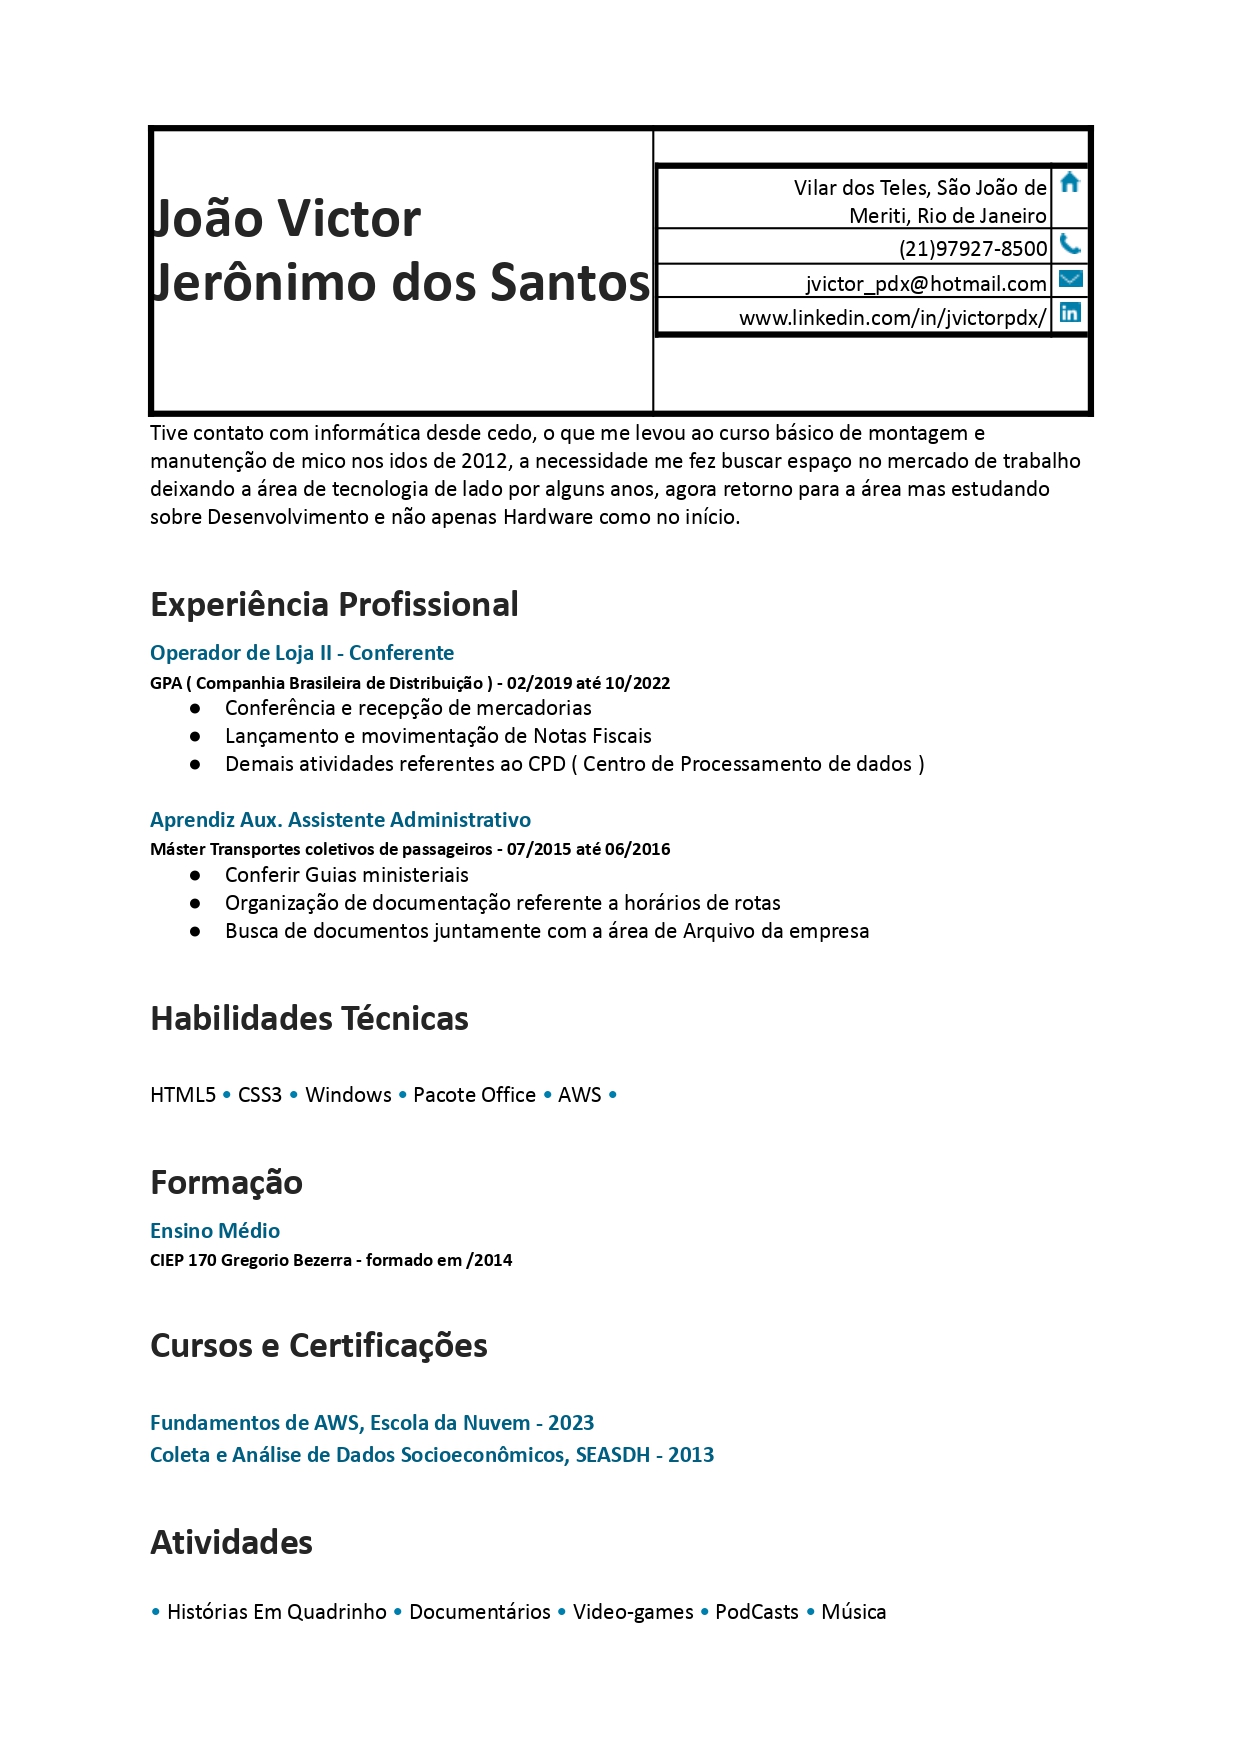 João Victor
Jerônimo dos Santos
Vilar dos Teles, São João de
Meriti, Rio de Janeiro
(21)97927-8500
jvictor_pdx@hotmail.com
www.linkedin.com/in/jvictorpdx/
in
Tive contato com informática desde cedo, o que me levou ao curso básico de montagem e
manutenção de mico nos idos de 2012, a necessidade me fez buscar espaço no mercado de trabalho
deixando a área de tecnologia de lado por alguns anos, agora retorno para a área mas estudando
sobre Desenvolvimento e não apenas Hardware como no início.
Experiência Profissional
Operador de Loja II - Conferente
GPA ( Companhia Brasileira de Distribuição ) - 02/2019 até 10/2022
● Conferência e recepção de mercadorias
● Lançamento e movimentação de Notas Fiscais
● Demais atividades referentes ao CPD ( Centro de Processamento de dados )
Aprendiz Aux. Assistente Administrativo
Máster Transportes coletivos de passageiros - 07/2015 até 06/2016
● Conferir Guias ministeriais
● Organização de documentação referente a horários de rotas
● Busca de documentos juntamente com a área de Arquivo da empresa
Habilidades Técnicas
HTML5 • CSS3 • Windows • Pacote Office • AWS •
Formação
Ensino Médio
CIEP 170 Gregorio Bezerra - formado em /2014
Cursos e Certificações
Fundamentos de AWS, Escola da Nuvem - 2023
Coleta e Análise de Dados Socioeconômicos, SEASDH - 2013
Atividades
• Histórias Em Quadrinho • Documentários • Video-games • PodCasts • Música